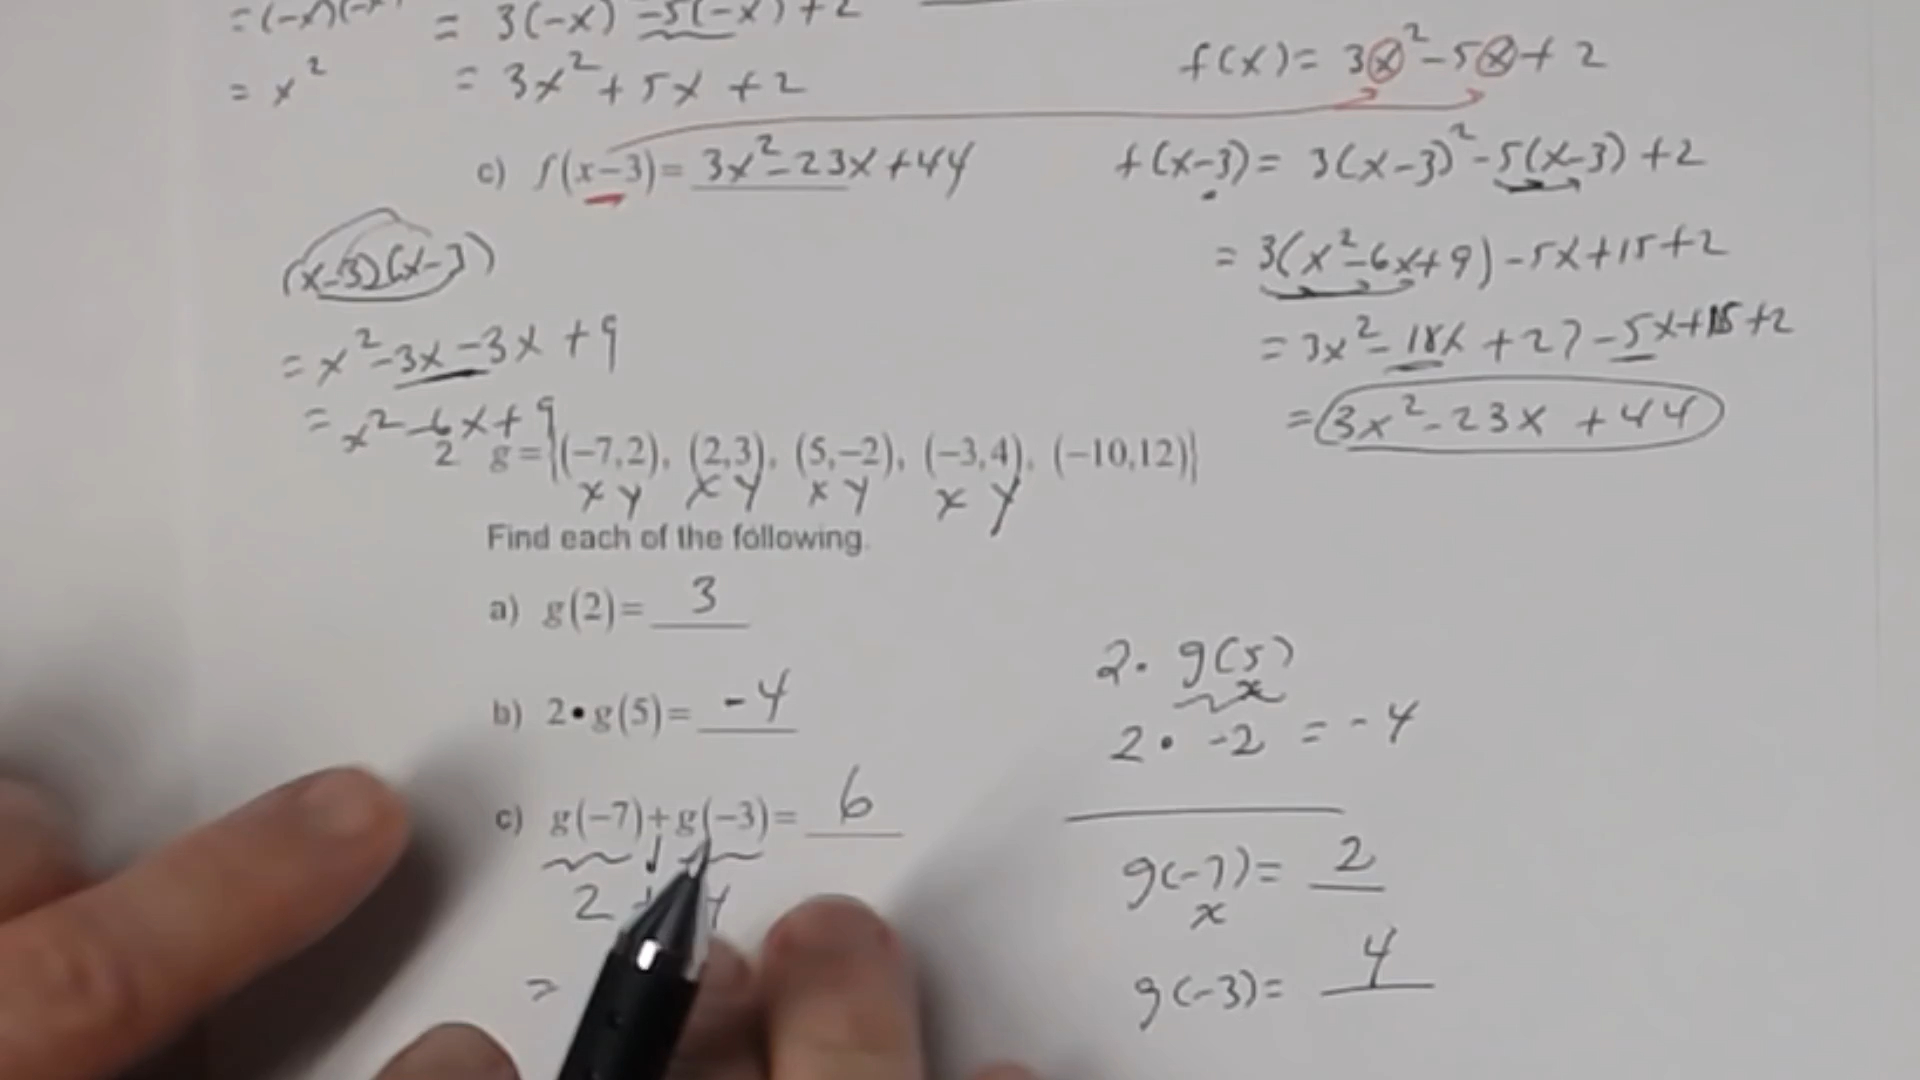 = 3(-x) -5(-x) + 2
= x²
= 3x² + 5x + 2
f(x) = 3x² - 5x + 2
c) f(x-3) = 3x² - 23x + 44
f(x-3) = 3(x-3)² - 5(x-3) + 2
(x-3)(x-3)
= 3(x² - 6x + 9) - 5x + 15 + 2
= x² - 3x - 3x + 9
= 3x² - 18x + 27 - 5x + 15 + 2
= x² - 6x + 9
= 3x² - 23x + 44
2 g = {(-7,2), (2,3), (5,-2), (-3,4), (-10,12)}
x y x y x y x y
Find each of the following.
a) g(2) = 3
2 · g(5)
x
b) 2 • g(5) = -4
2 · -2 = -4
c) g(-7) + g(-3) = 6
g(-7) = 2
x
2 + 4
g(-3) = 4
=